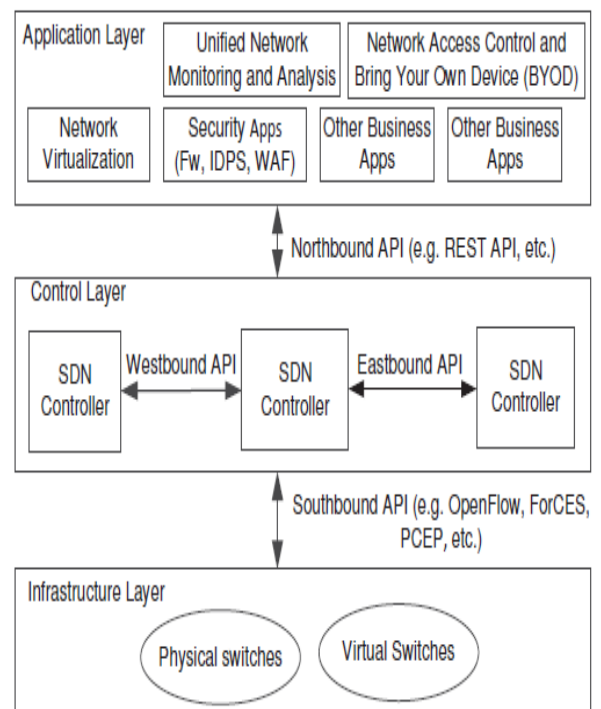 Application Layer
Unified Network
Monitoring and Analysis
Network Access Control and
Bring Your Own Device (BYOD)
Network
Virtualization
Security Apps
(Fw, IDPS, WAF)
Other Business
Apps
Other Business
Apps
Northbound API (e.g. REST API, etc.)
Control Layer
SDN
Controller
Westbound API
SDN
Controller
Eastbound API
SDN
Controller
Southbound API (e.g. OpenFlow, ForCES,
PCEP, etc.)
Infrastructure Layer
Physical switches
Virtual Switches